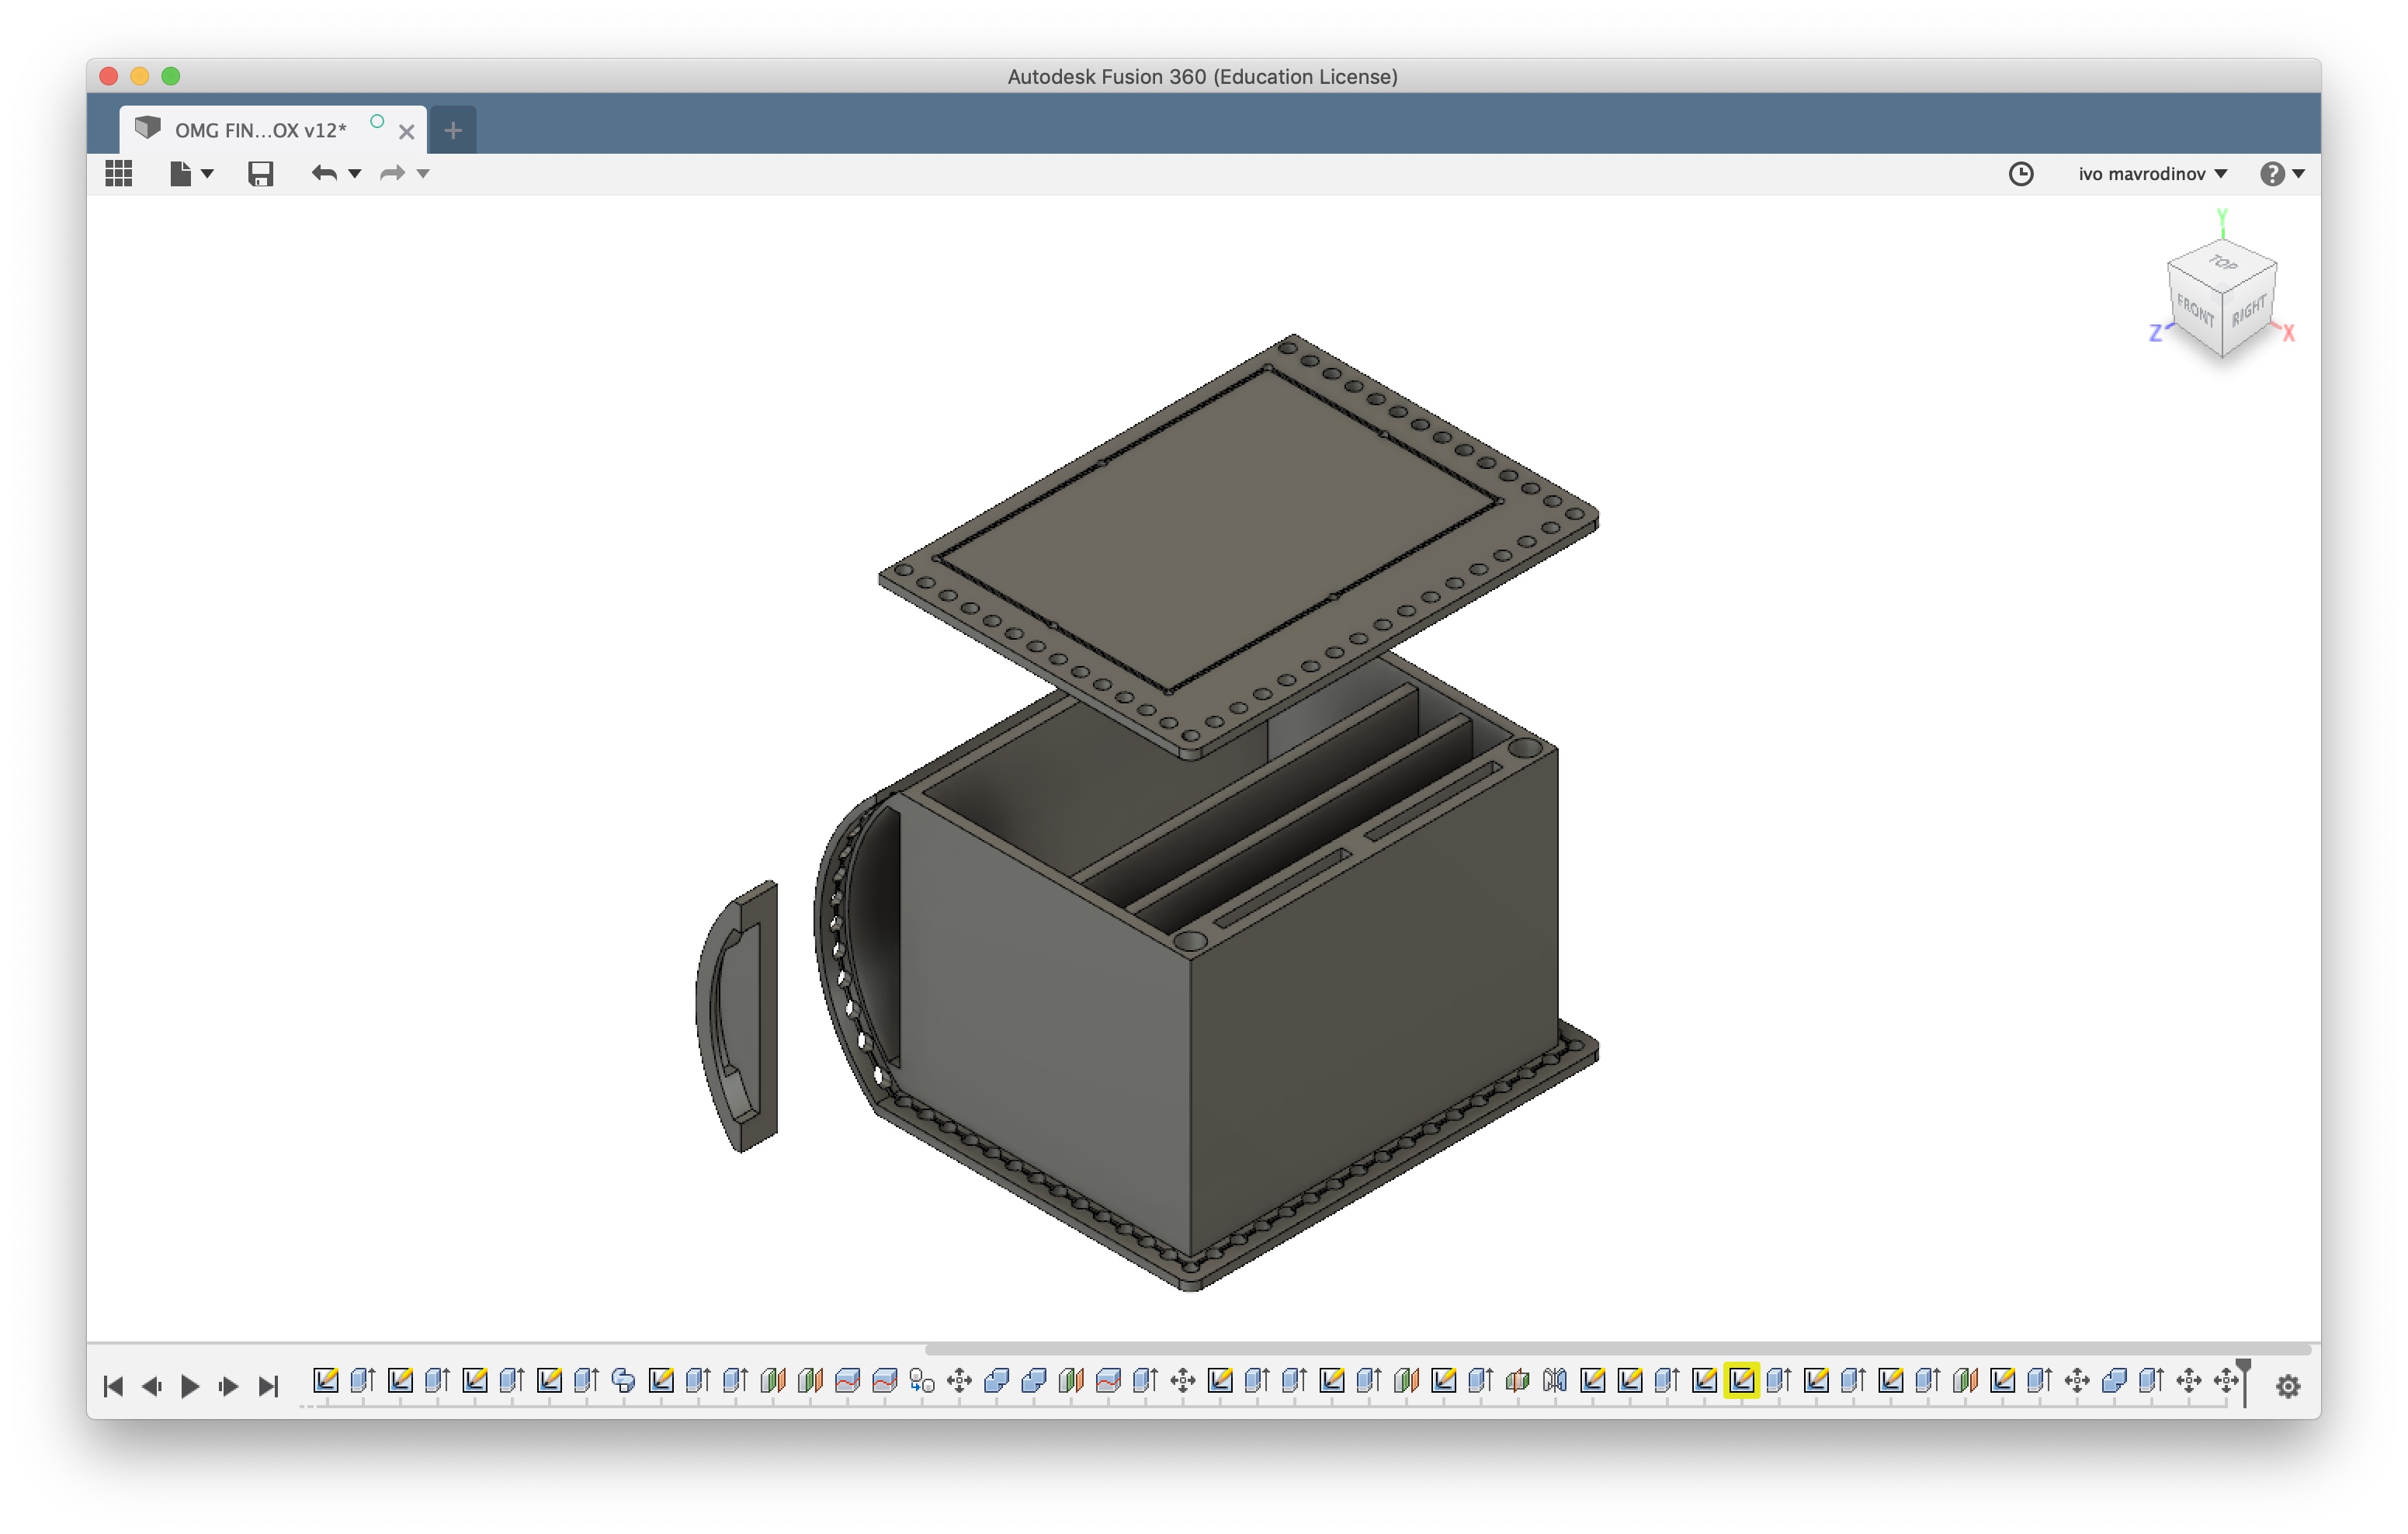 Autodesk Fusion 360 (Education License)
OMG FIN...OX v12*
ivo mavrodinov
?
Y
TOP
FRONT
RIGHT
Z
X